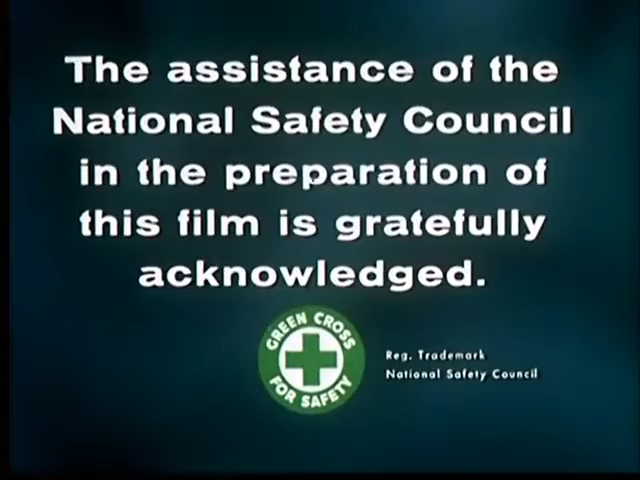 The assistance of the
National Safety Council
in the preparation of
this film is gratefully
acknowledged.
GREEN CROSS
FOR SAFETY
Reg. Trademark
National Safety Council